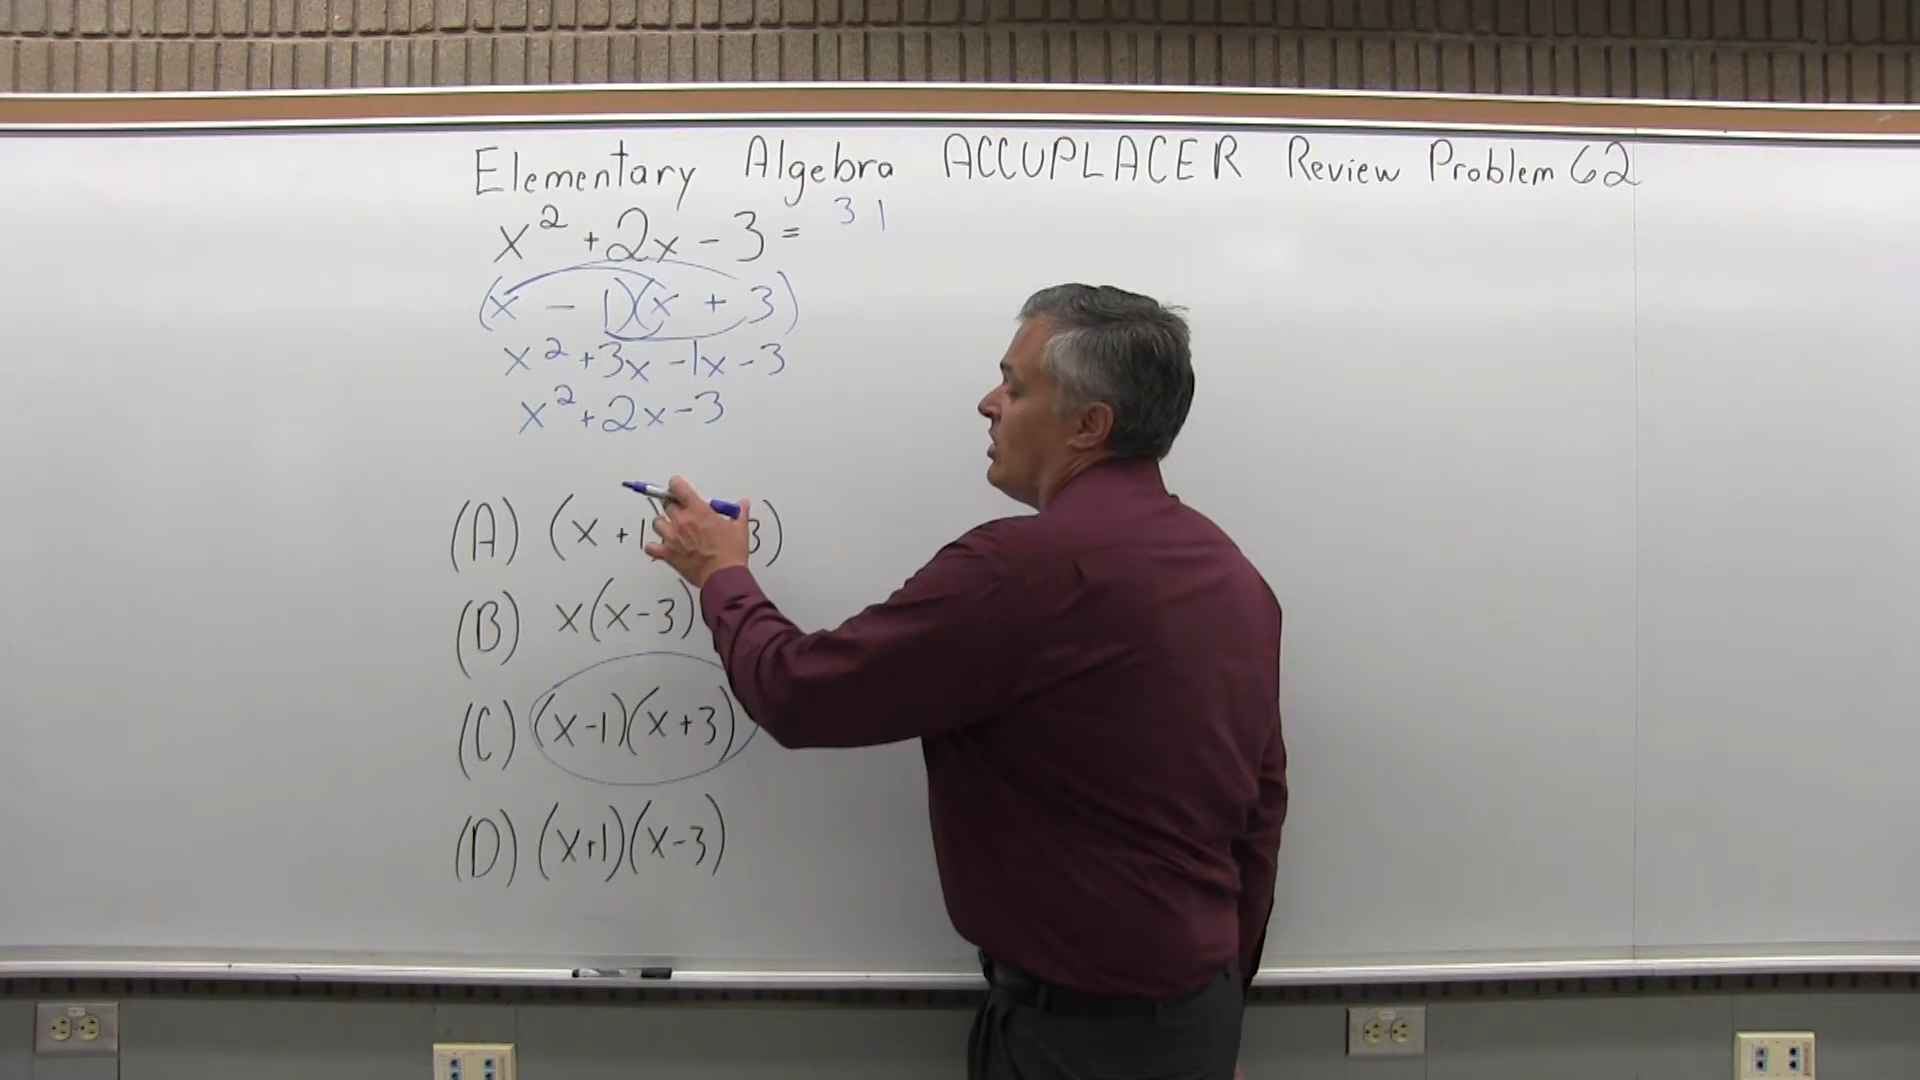 Elementary Algebra ACCUPLACER Review Problem 62
x² + 2x - 3 = 3 1
(x - 1)(x + 3)
x² + 3x - 1x - 3
x² + 2x - 3
(A) (x + 1) 3)
(B) x(x - 3)
(C) (x - 1)(x + 3)
(D) (x + 1)(x - 3)